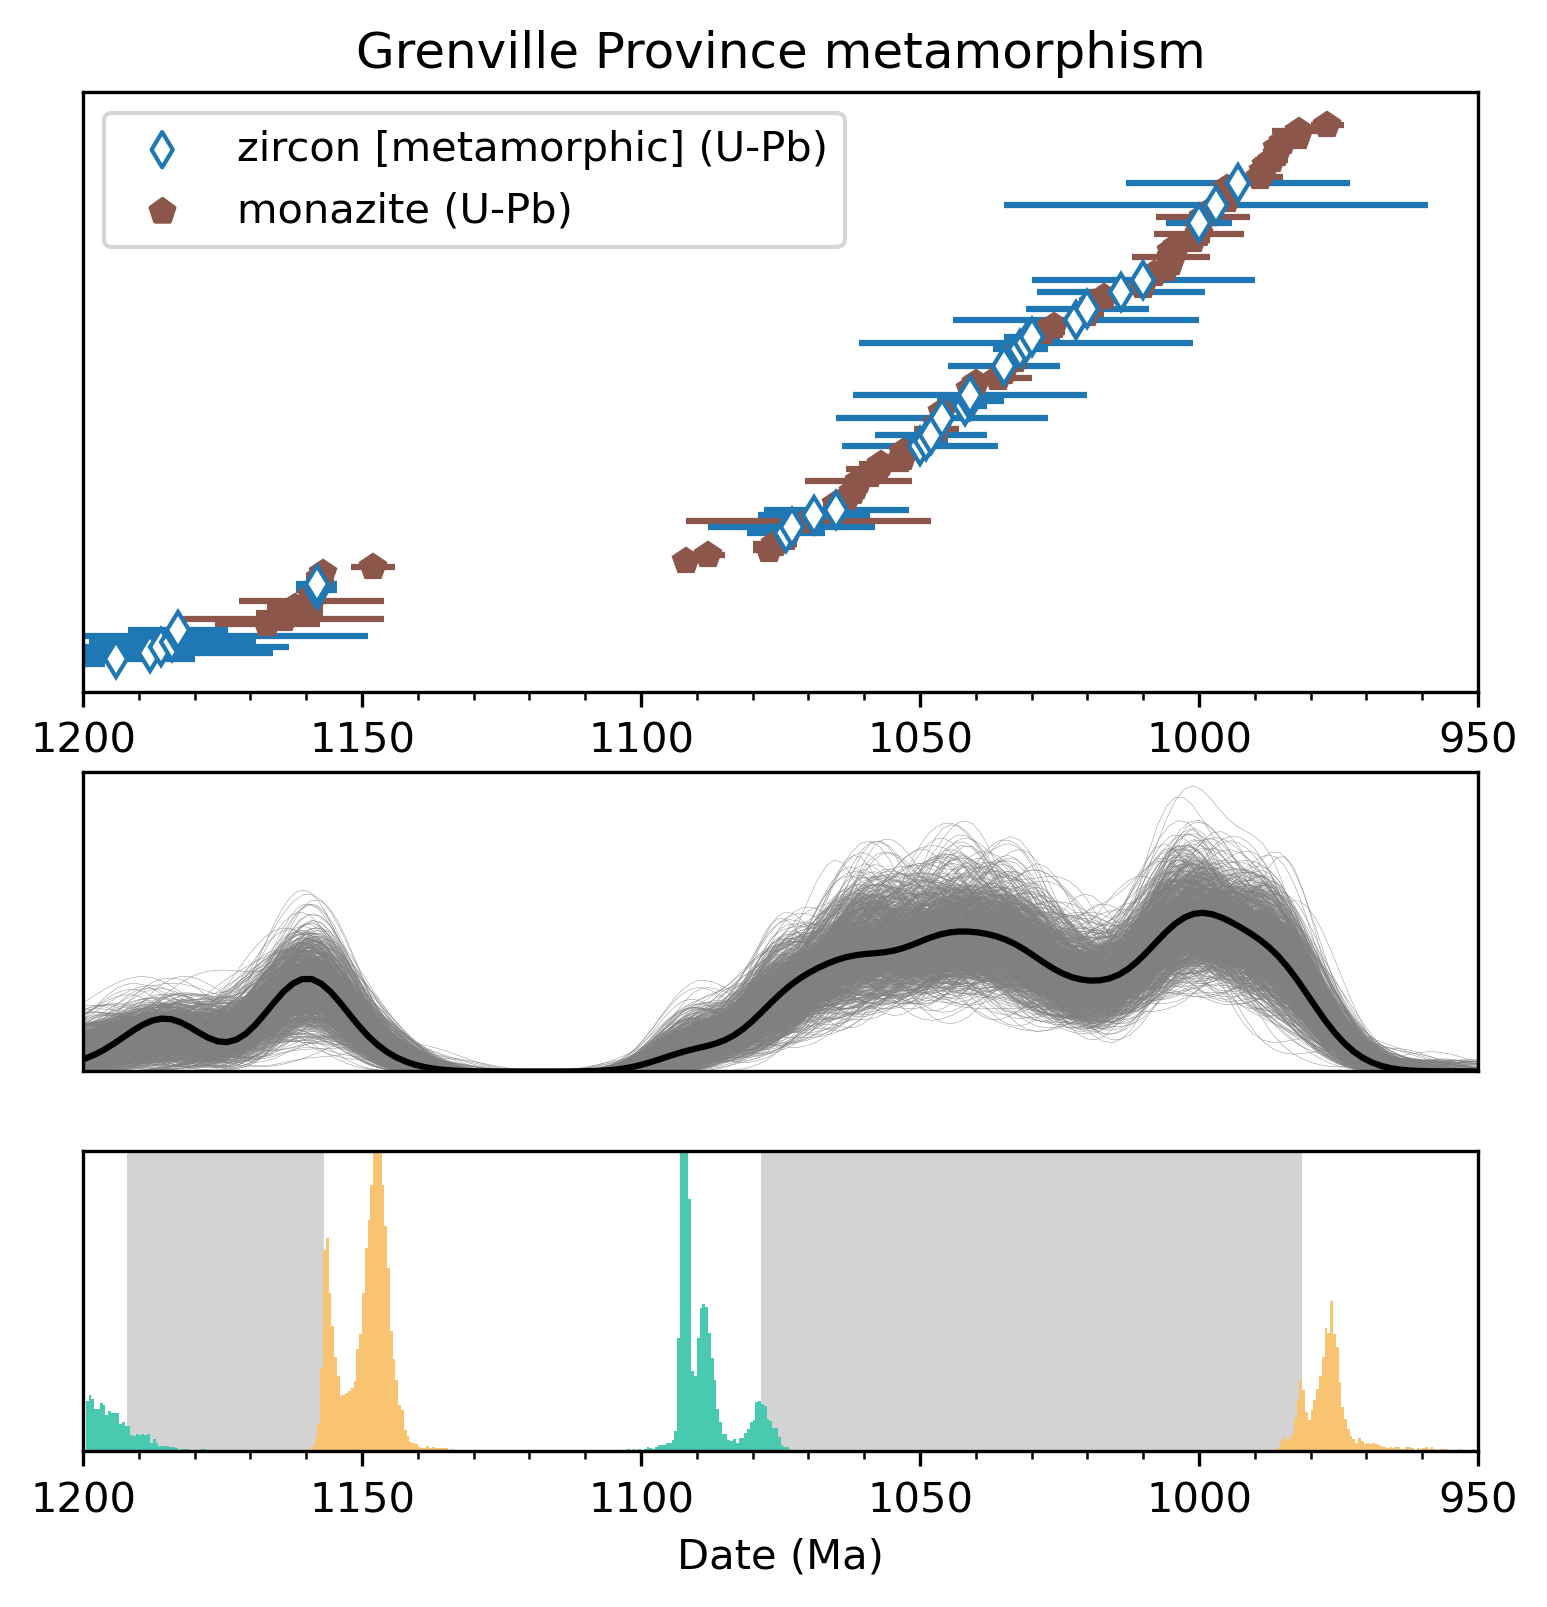 Grenville Province metamorphism
zircon [metamorphic] (U-Pb)
monazite (U-Pb)
1200 1150 1100 1050 1000 950
1200 1150 1100 1050 1000 950
Date (Ma)